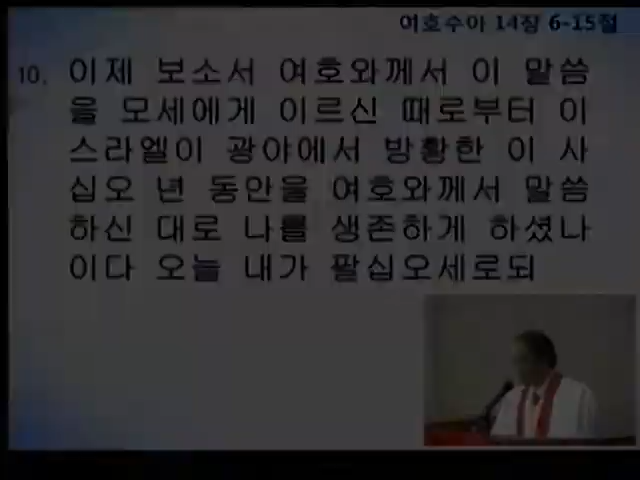 여호수아 14장 6-15절
10. 이제 보소서 여호와께서 이 말씀
을 모세에게 이르신 때로부터 이
스라엘이 광야에서 방황한 이 사
십오 년 동안을 여호와께서 말씀
하신 대로 나를 생존하게 하셨나
이다 오늘 내가 팔십오세로되